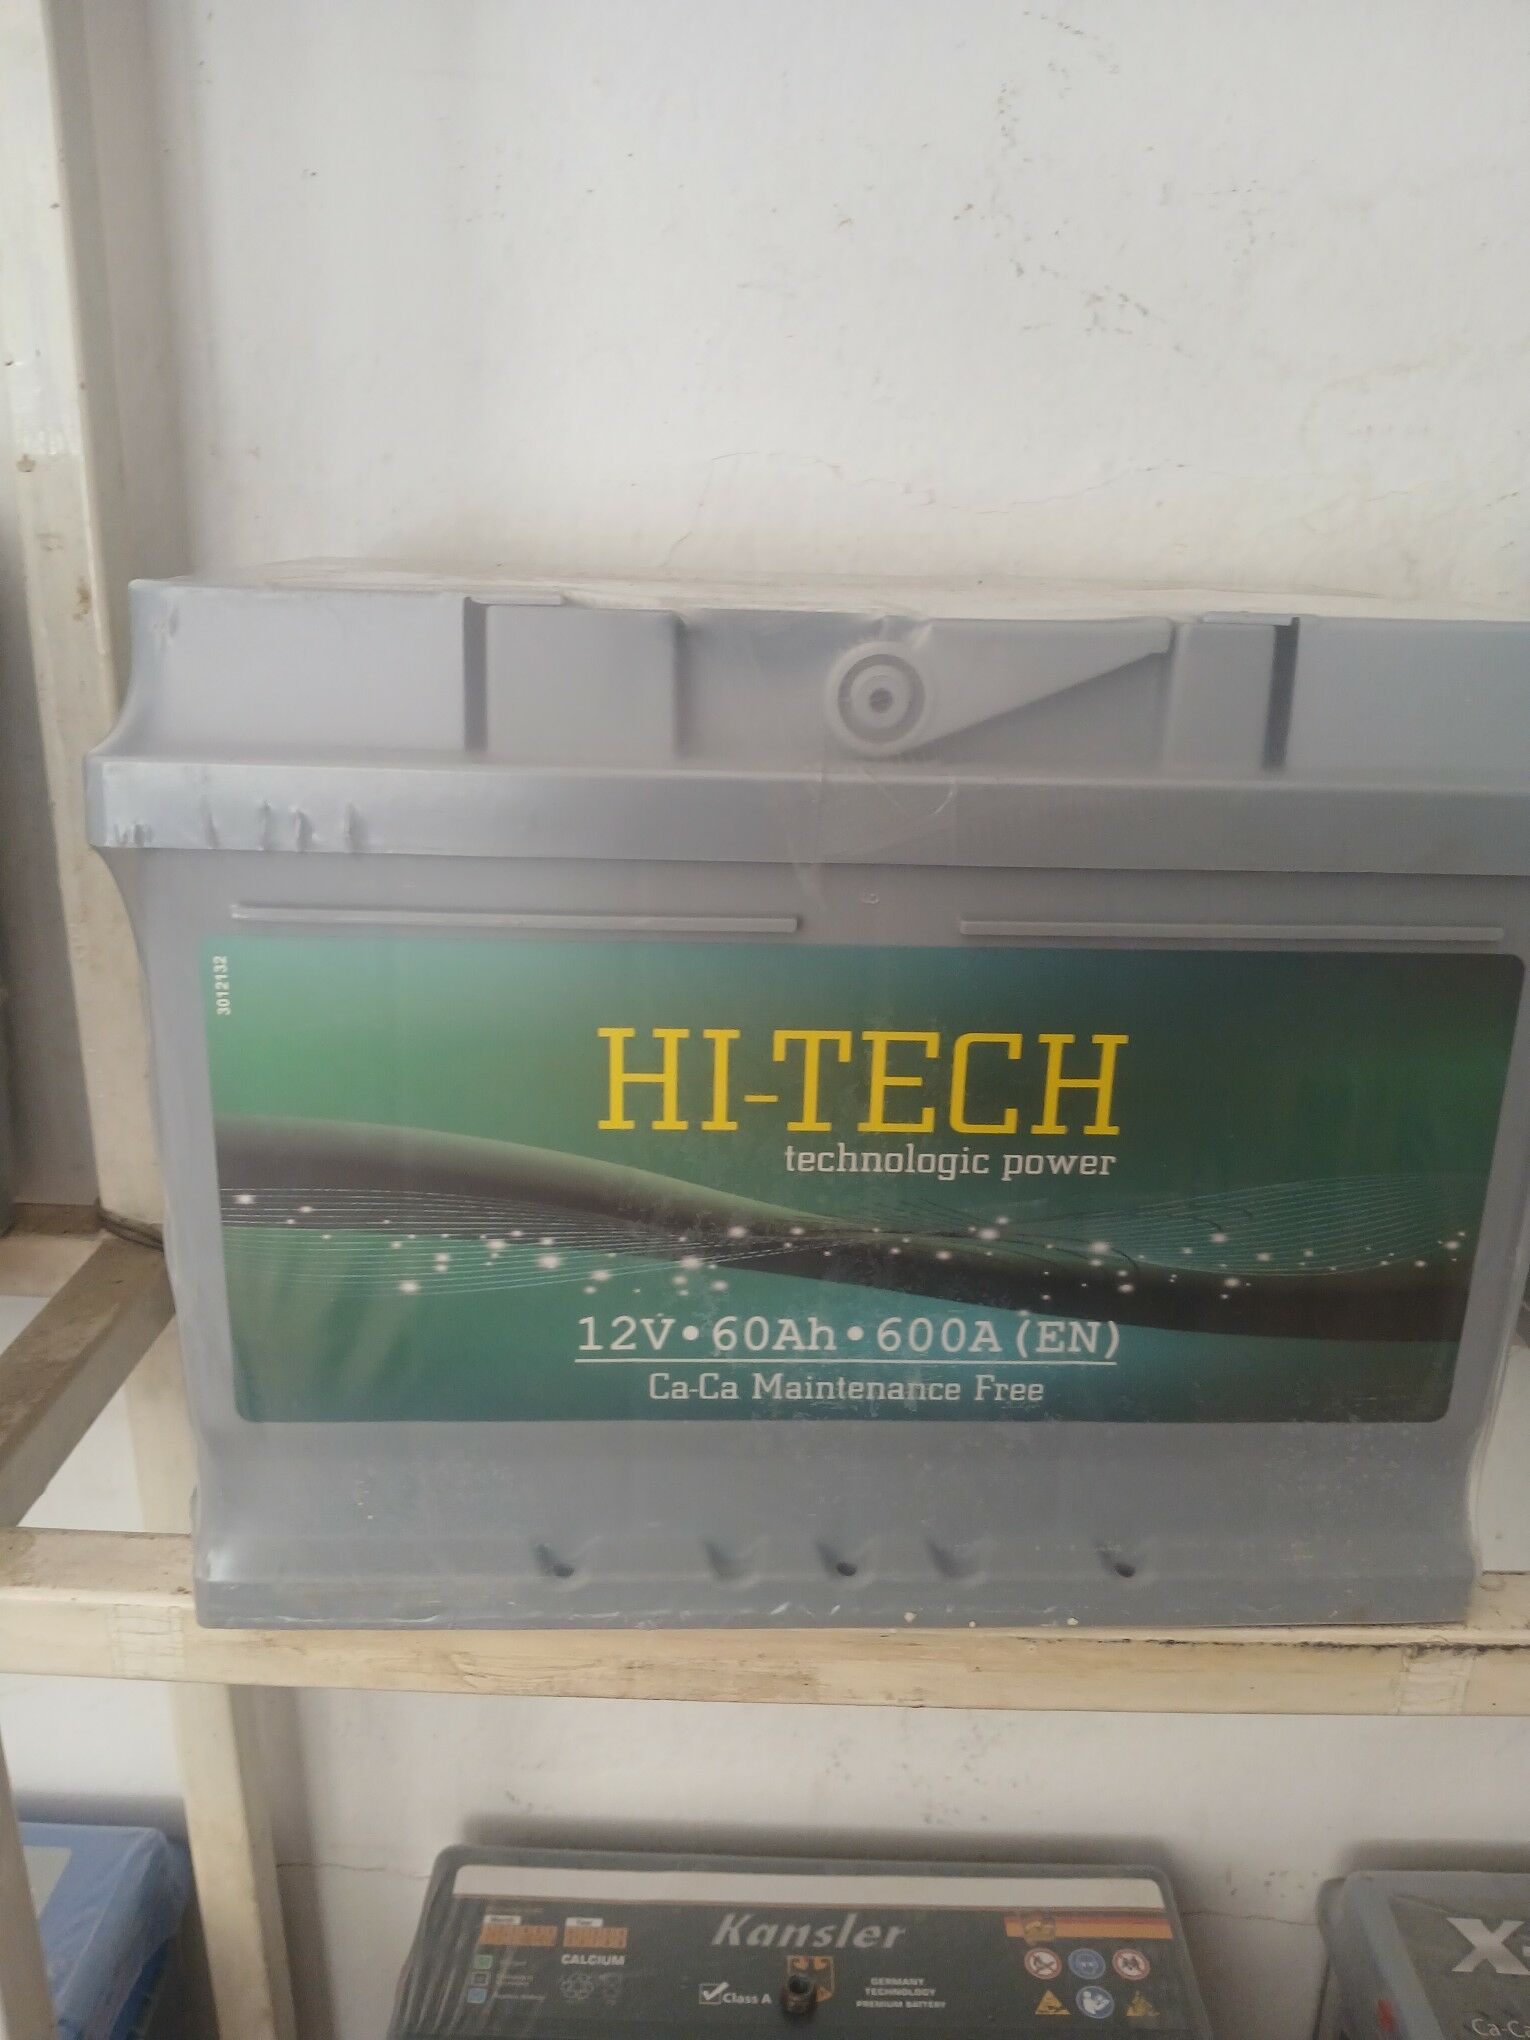 3012132
HI-TECH
technologic power
12V • 60Ah • 600A (EN)
Ca-Ca Maintenance Free
Kansler
CALCIUM
Class A
GERMANY
TECHNOLOGY
PREMIUM BATTERY
X
Ca-C